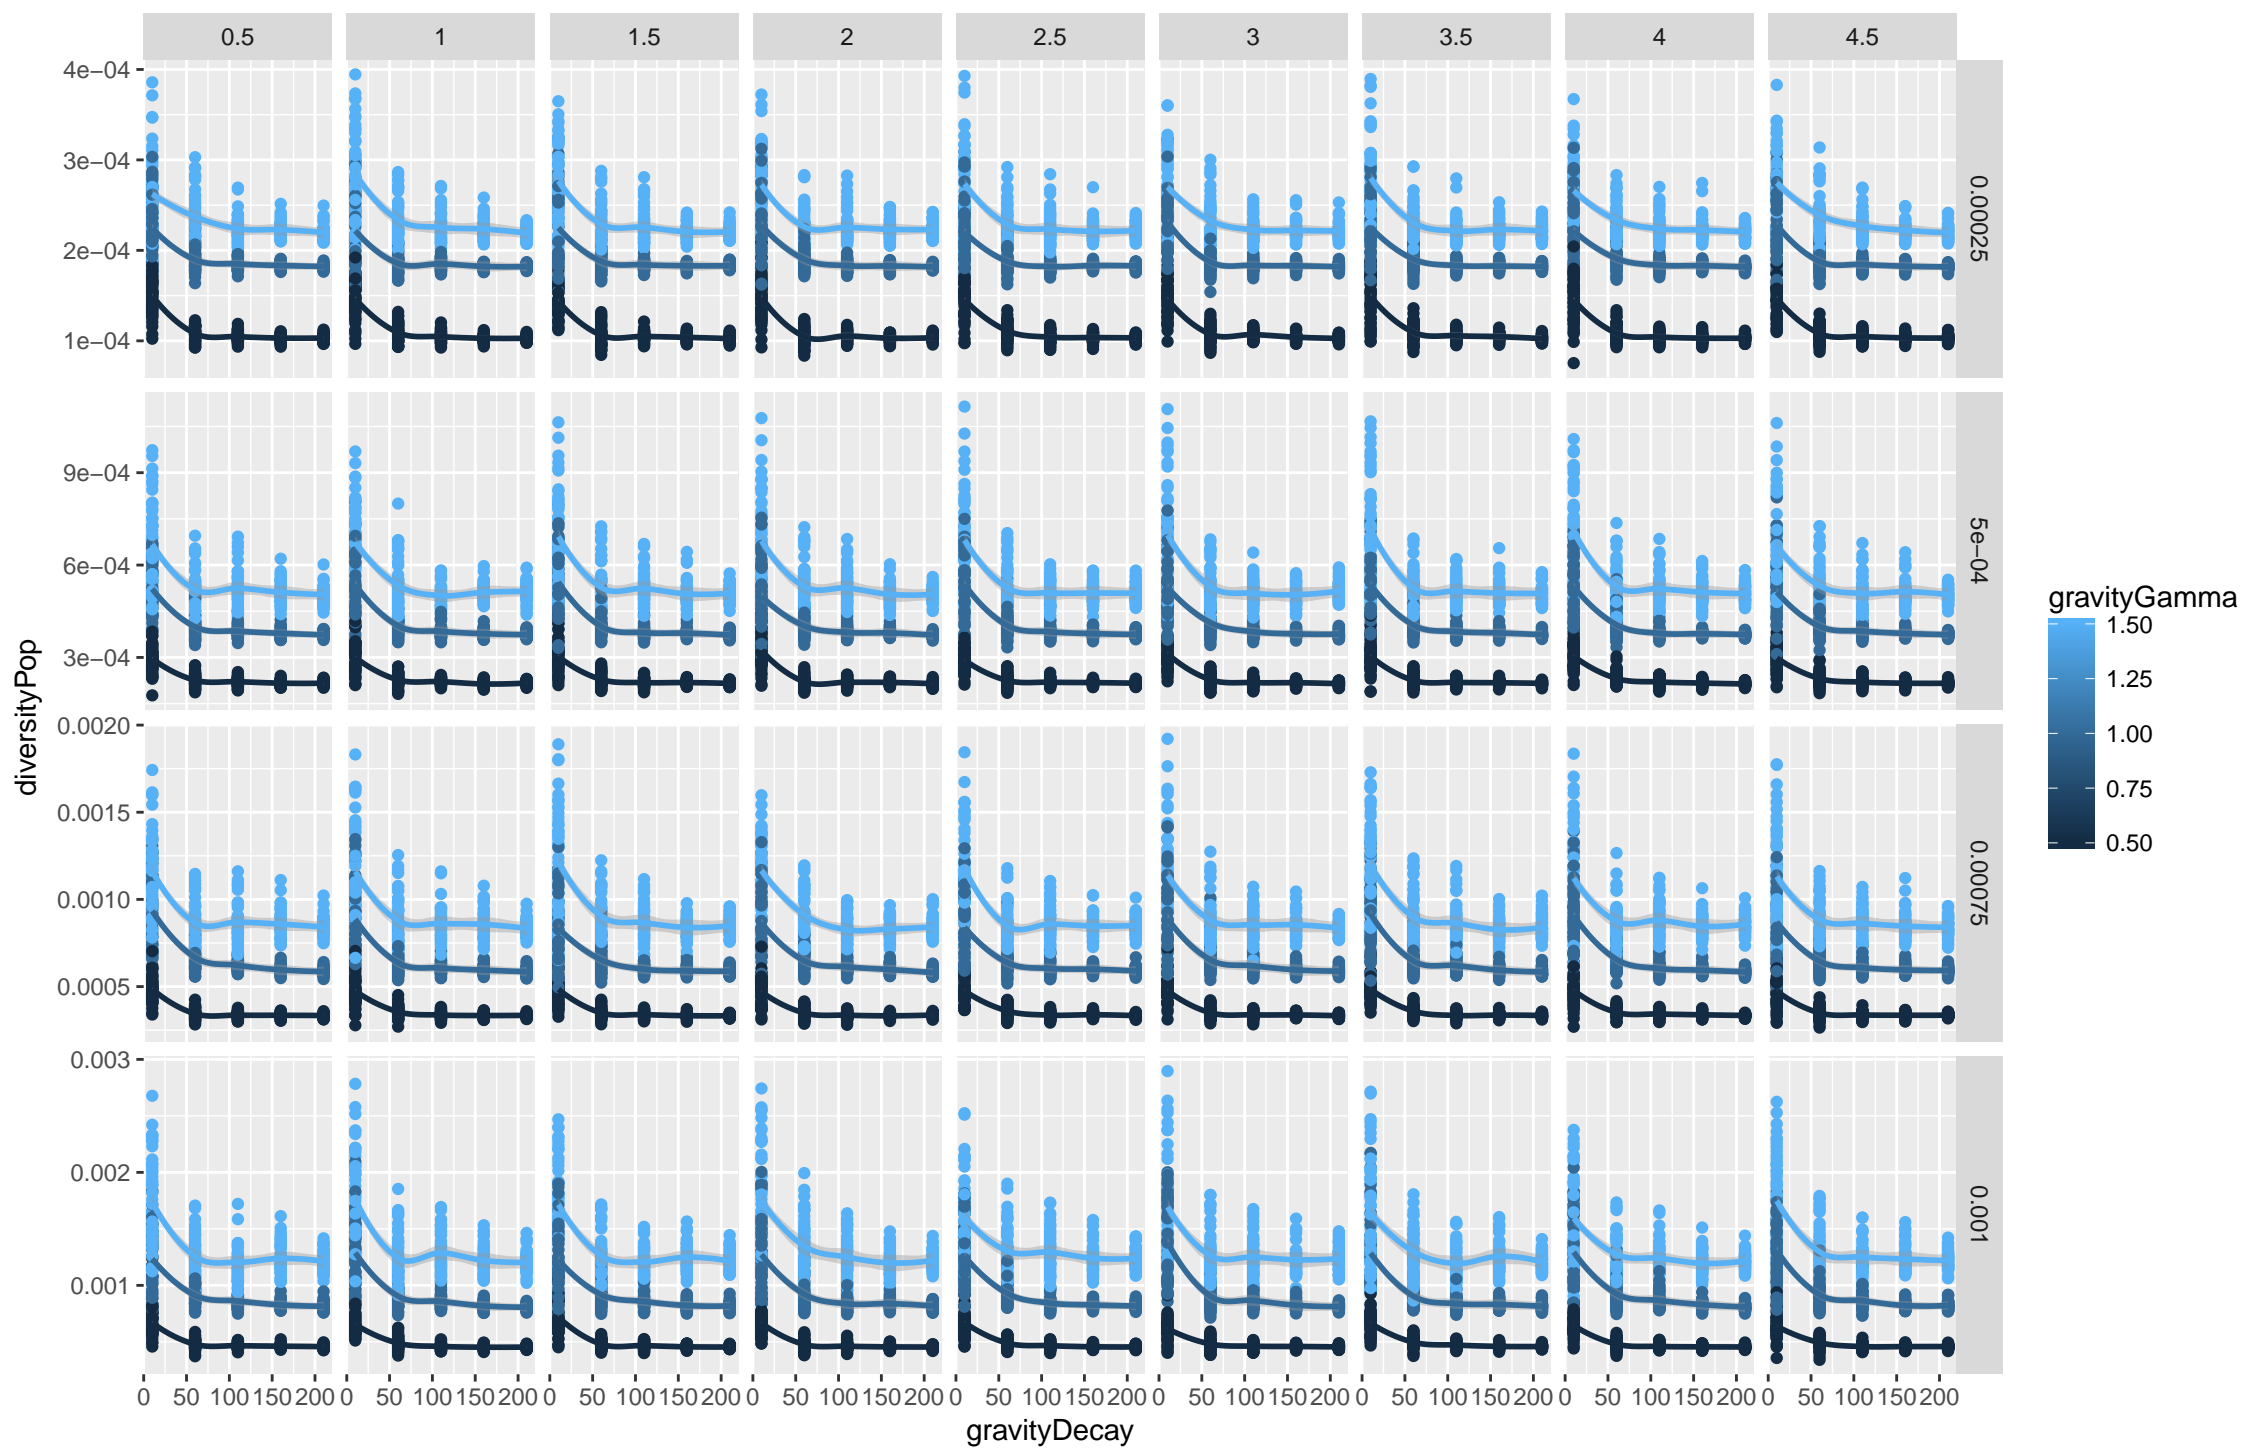 0.5 1 1.5 2 2.5 3 3.5 4 4.5
4e−04
3e−04
2e−04
1e−04
0.00025
9e−04
6e−04
3e−04
5e−04
0.0020
0.0015
0.0010
0.0005
0.00075
0.003
0.002
0.001
0.001
diversityPop
0 50 100 150 200 0 50 100 150 200 0 50 100 150 200 0 50 100 150 200 0 50 100 150 200 0 50 100 150 200 0 50 100 150 200 0 50 100 150 200 0 50 100 150 200
gravityDecay
gravityGamma
1.50
1.25
1.00
0.75
0.50